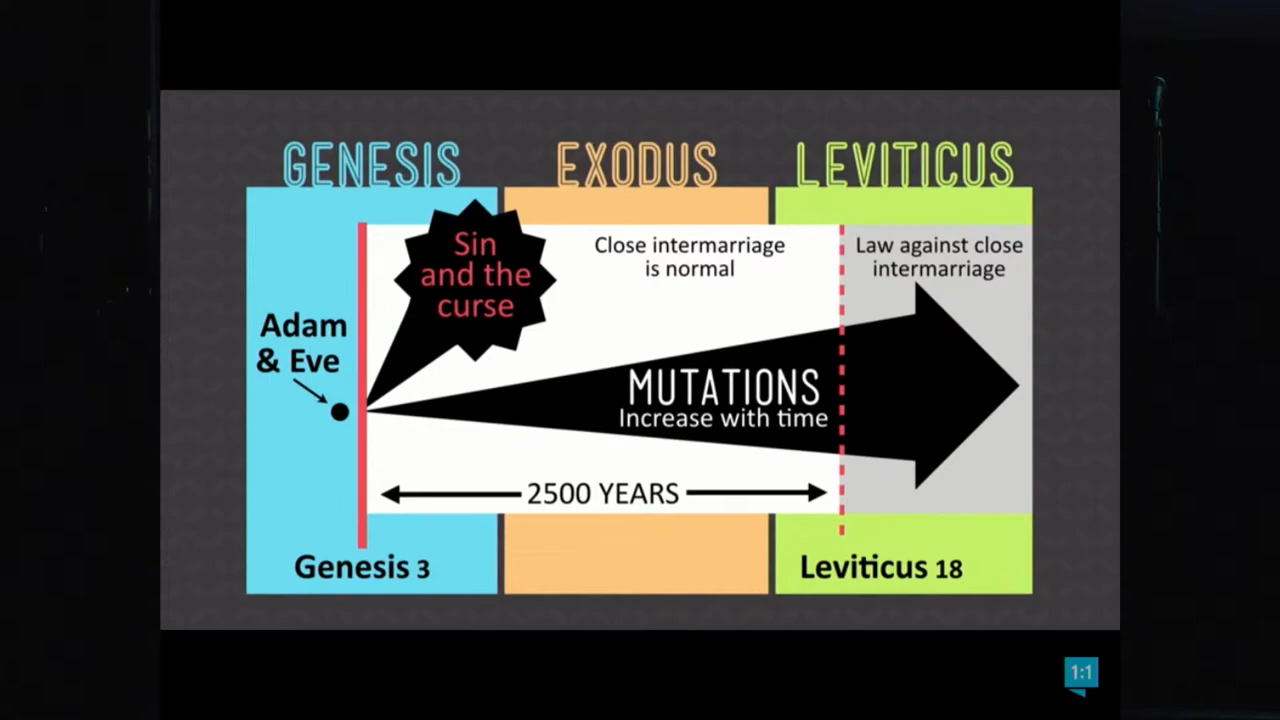 GENESIS
EXODUS
LEVITICUS
Sin
and the
curse
Close intermarriage
is normal
Law against close
intermarriage
Adam
& Eve
MUTATIONS
Increase with time
2500 YEARS
Genesis 3
Leviticus 18
1:1